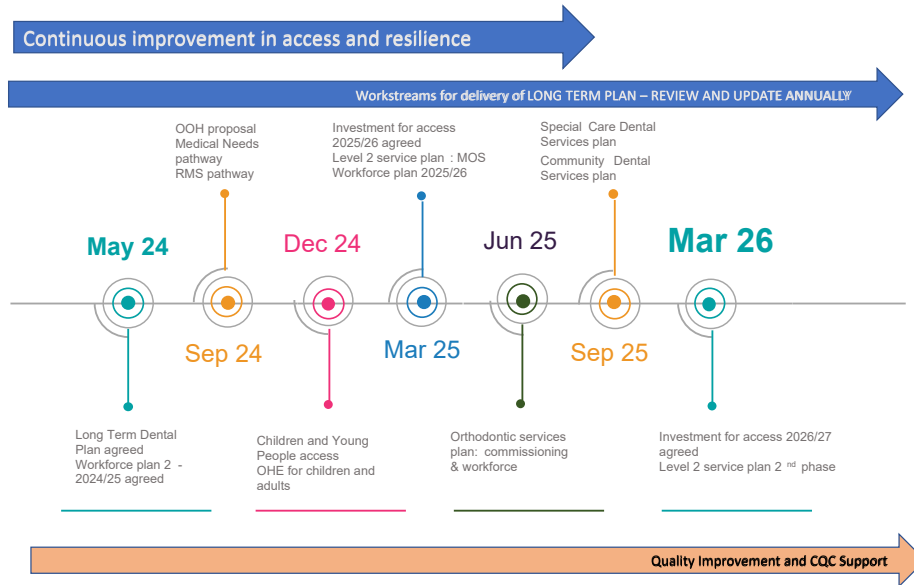 Continuous improvement in access and resilience
Workstreams for delivery of LONG TERM PLAN – REVIEW AND UPDATE ANNUALLY
OOH proposal
Medical Needs
pathway
RMS pathway
Investment for access
2025/26 agreed
Level 2 service plan : MOS
Workforce plan 2025/26
Special Care Dental
Services plan
Community Dental
Services plan
May 24
Dec 24
Jun 25
Mar 26
Sep 24
Mar 25
Sep 25
Long Term Dental
Plan agreed
Workforce plan 2 -
2024/25 agreed
Children and Young
People access
OHE for children and
adults
Orthodontic services
plan: commissioning
& workforce
Investment for access 2026/27
agreed
Level 2 service plan 2 nd phase
Quality Improvement and CQC Support